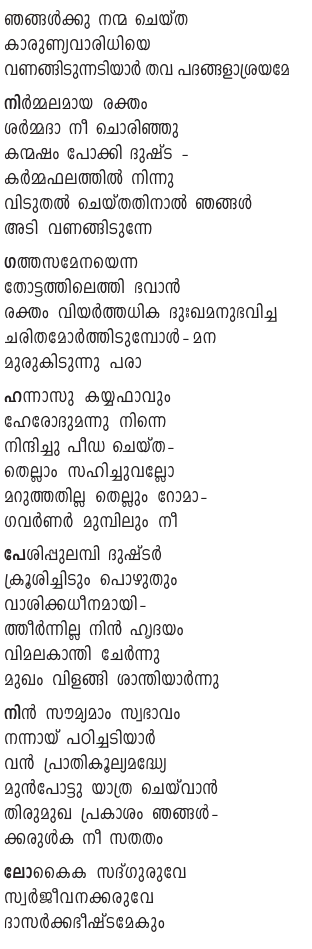 ഞങ്ങൾക്കു നന്മ ചെയ്ത
കാരുണ്യവാരിധിയെ
വണങ്ങിടുന്നടിയാർ തവ പദങ്ങളാശ്രയമേ
നിർമ്മലമായ രക്തം
ശർമ്മദാ നീ ചൊരിഞ്ഞു
കന്മഷം പോക്കി ദുഷ്ട -
കർമ്മഫലത്തിൽ നിന്നു
വിടുതൽ ചെയ്തതിനാൽ ഞങ്ങൾ
അടി വണങ്ങിടുന്നേ
ഗത്തസമേനയെന്ന
തോട്ടത്തിലെത്തി ഭവാൻ
രക്തം വിയർത്തധിക ദുഃഖമനുഭവിച്ച
ചരിതമോർത്തിടുമ്പോൾ - മന
മുരുകിടുന്നു പരാ
ഹന്നാസു കയ്യഫാവും
ഹേരോദുമന്നു നിന്നെ
നിന്ദിച്ചു പീഡ ചെയ്ത-
തെല്ലാം സഹിച്ചുവല്ലോ
മറുത്തതില്ല തെല്ലും റോമാ-
ഗവർണർ മുമ്പിലും നീ
പേശിപ്പുലമ്പി ദുഷ്ടർ
ക്രൂശിച്ചിടും പൊഴുതും
വാശിക്കധീനമായി-
ത്തീർന്നില്ല നിൻ ഹൃദയം
വിമലകാന്തി ചേർന്നു
മുഖം വിളങ്ങി ശാന്തിയാർന്നു
നിൻ സൗമ്യമാം സ്വഭാവം
നന്നായ് പഠിച്ചടിയാർ
വൻ പ്രാതികൂല്യമദ്ധ്യേ
മുൻപോട്ടു യാത്ര ചെയ്‌വാൻ
തിരുമുഖ പ്രകാശം ഞങ്ങൾ-
ക്കരുൾക നീ സതതം
ലോകൈക സദ്ഗുരുവേ
സ്വർജീവനക്കരുവേ
ദാസർക്കഭീഷ്ടമേകും